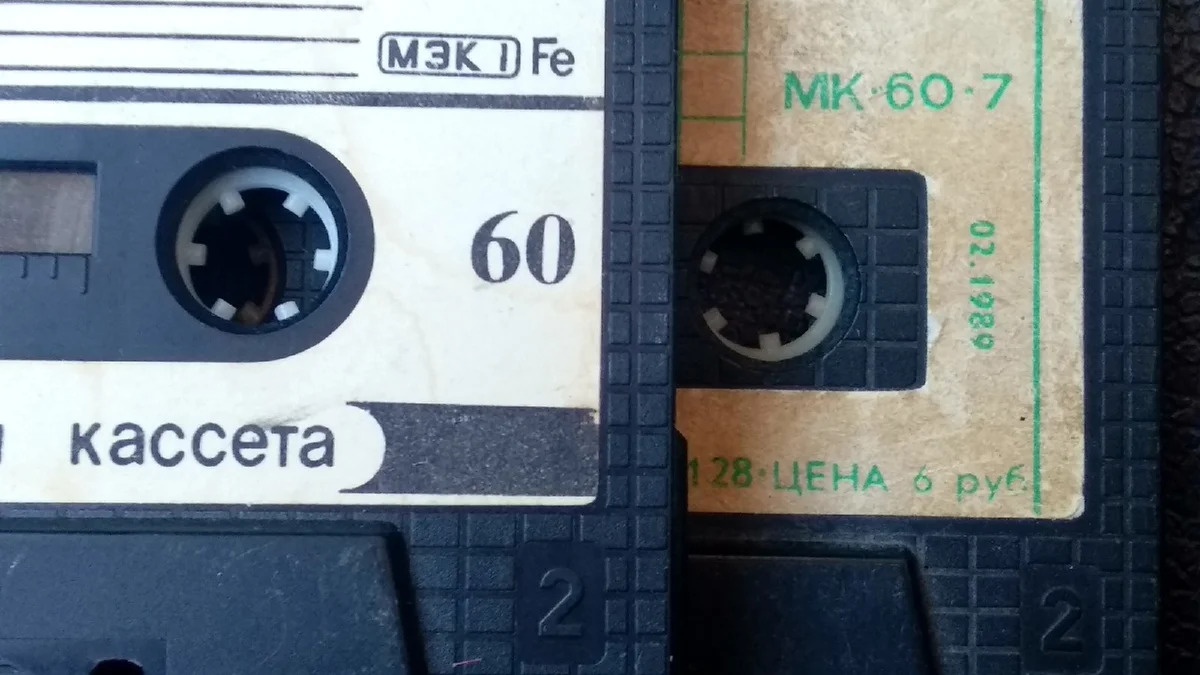 МЭК I Fe
60
кассета
2
МК·60·7
02.1989
128·ЦЕНА 6 руб.
2